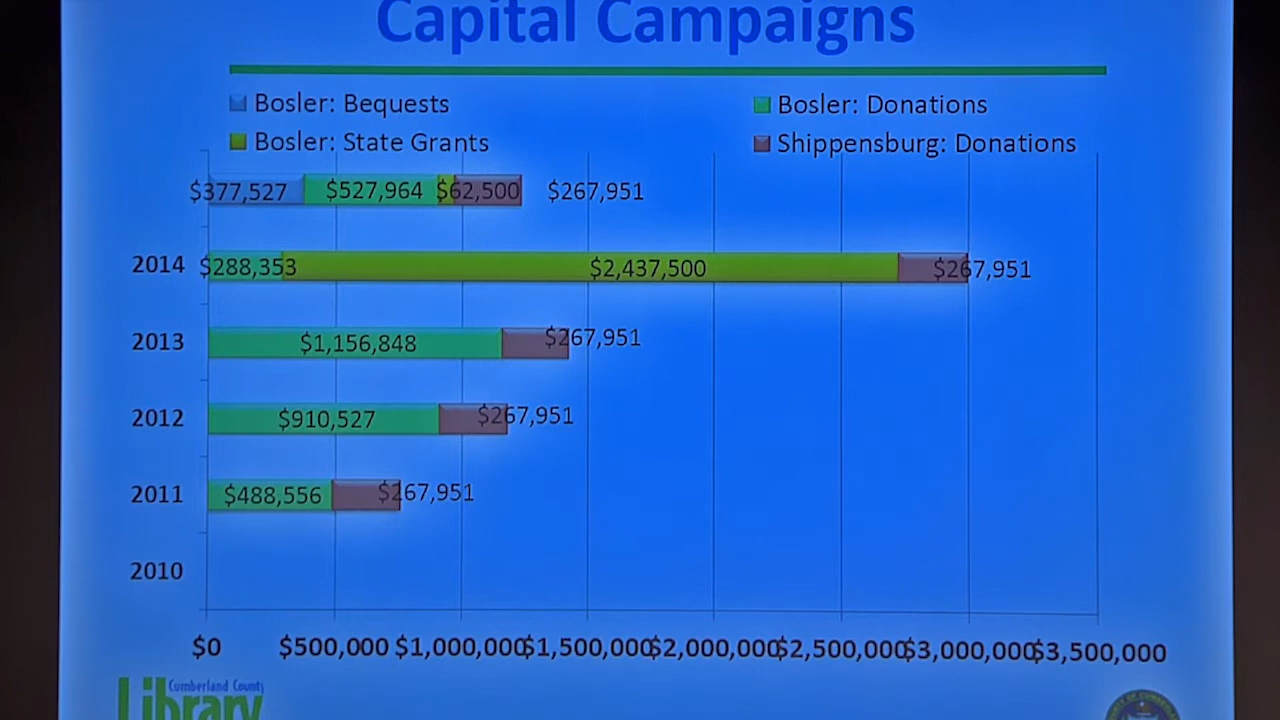 Capital Campaigns
Bosler: Bequests
Bosler: Donations
Bosler: State Grants
Shippensburg: Donations
$377,527 $527,964 $62,500 $267,951
2014 $288,353 $2,437,500 $267,951
2013 $1,156,848 $267,951
2012 $910,527 $267,951
2011 $488,556 $267,951
2010
$0 $500,000 $1,000,000 $1,500,000 $2,000,000 $2,500,000 $3,000,000 $3,500,000
Cumberland County
Library